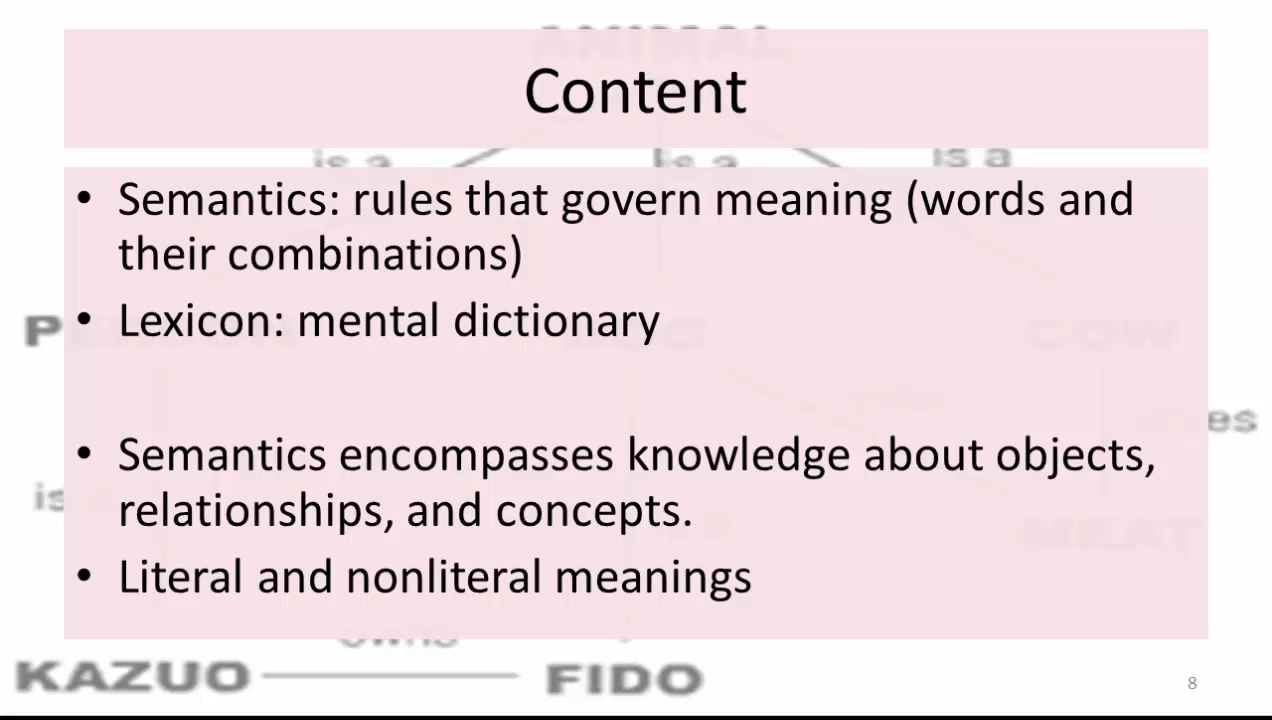 ANIMAL
Content
is a
is a
is a
• Semantics: rules that govern meaning (words and
their combinations)
• Lexicon: mental dictionary
COW
• Semantics encompasses knowledge about objects,
relationships, and concepts.
is a
MEAT
• Literal and nonliteral meanings
owns
KAZUO
FIDO
8